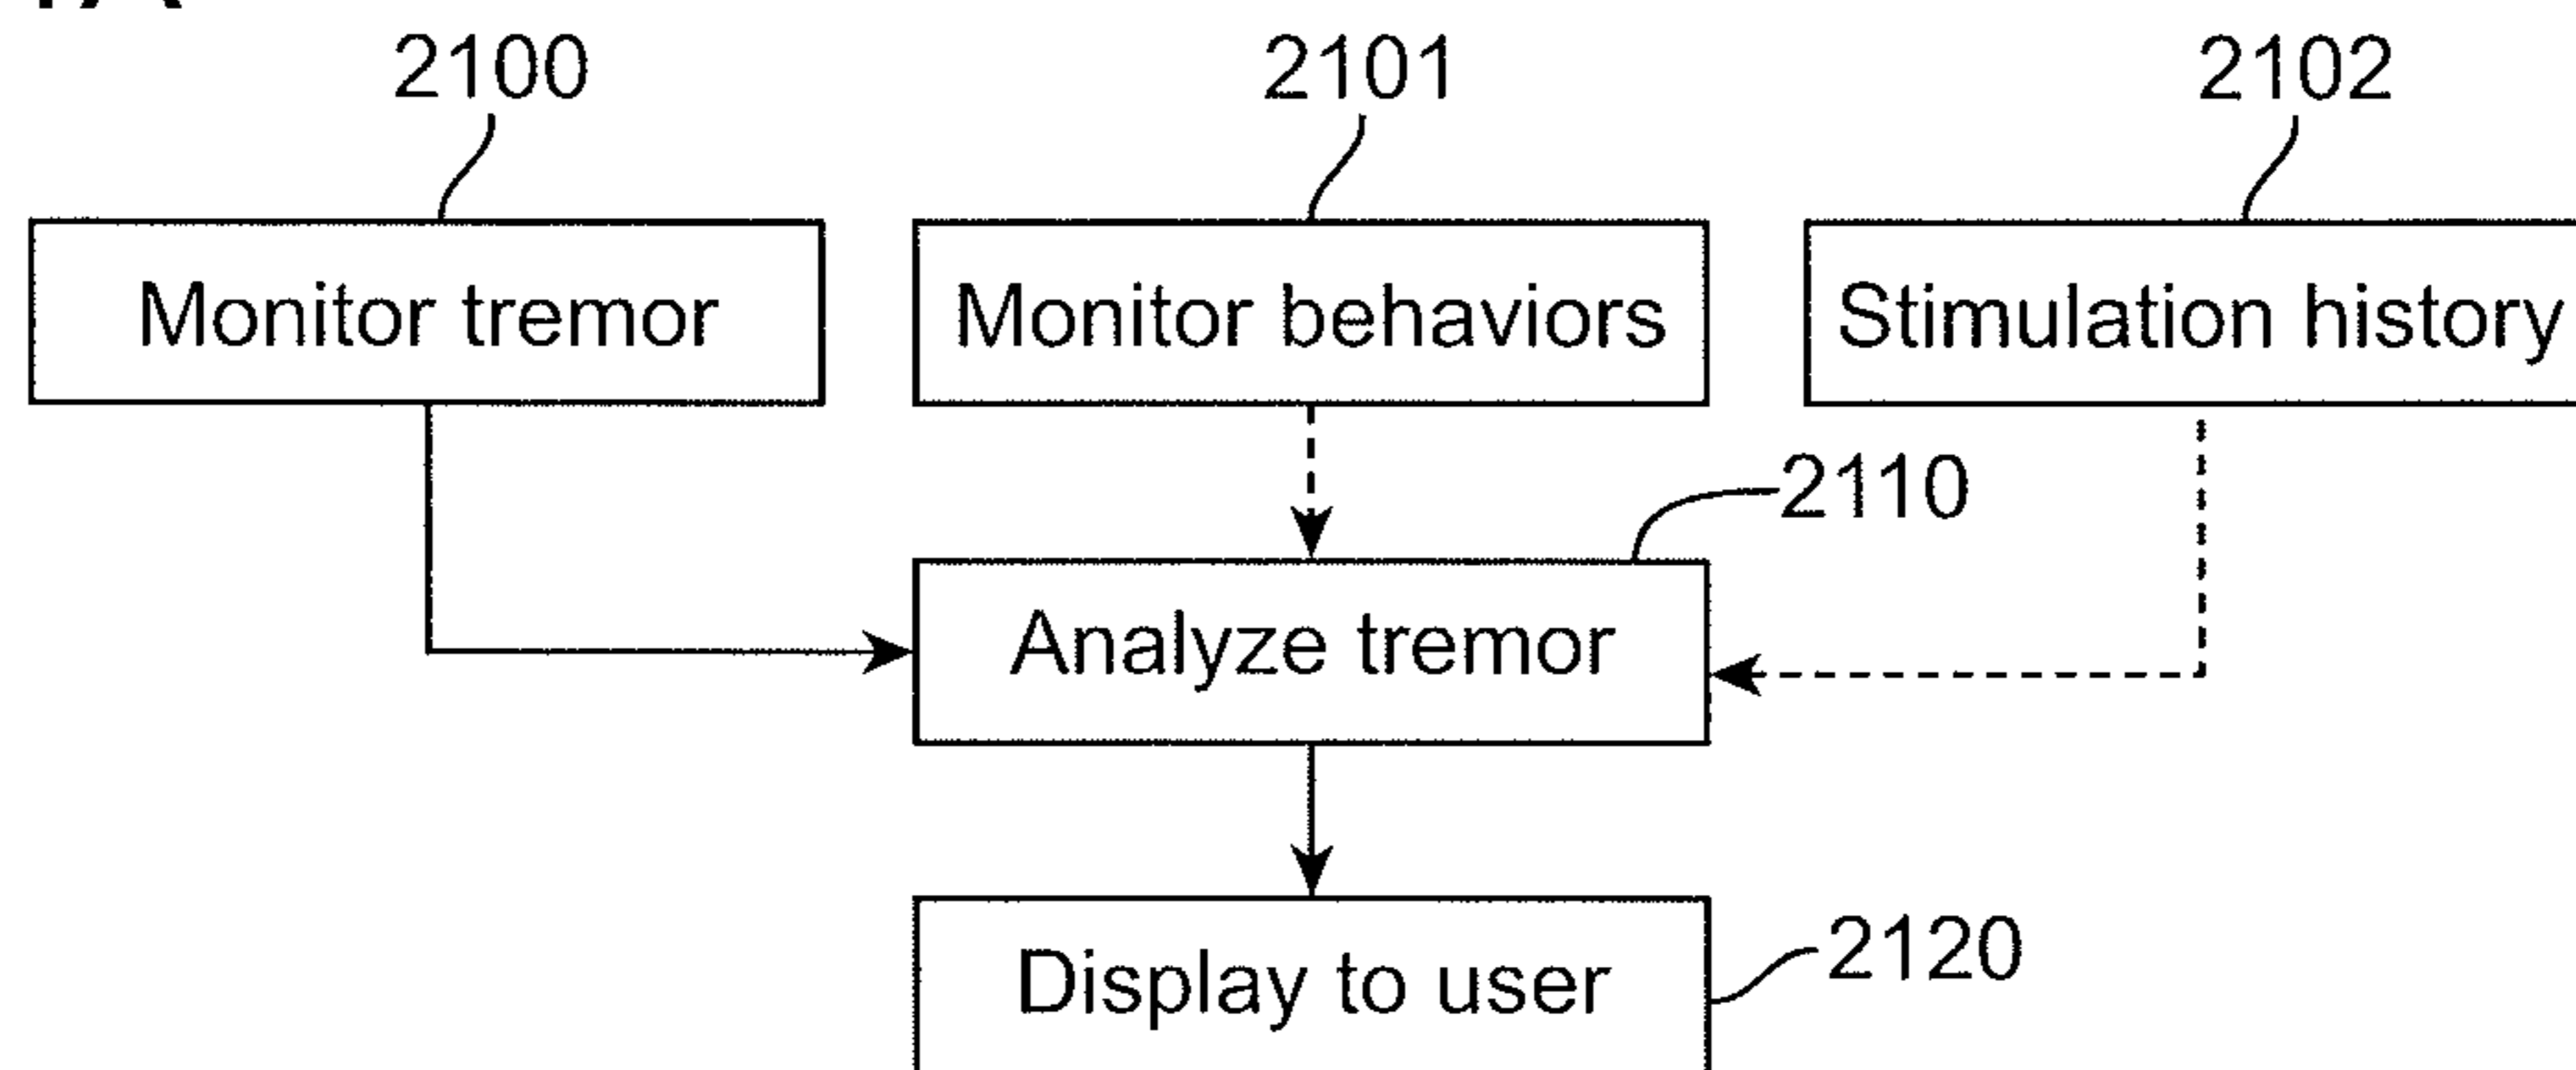 2100
2101
2102
Monitor tremor
Monitor behaviors
Stimulation history
2110
Analyze tremor
Display to user
2120